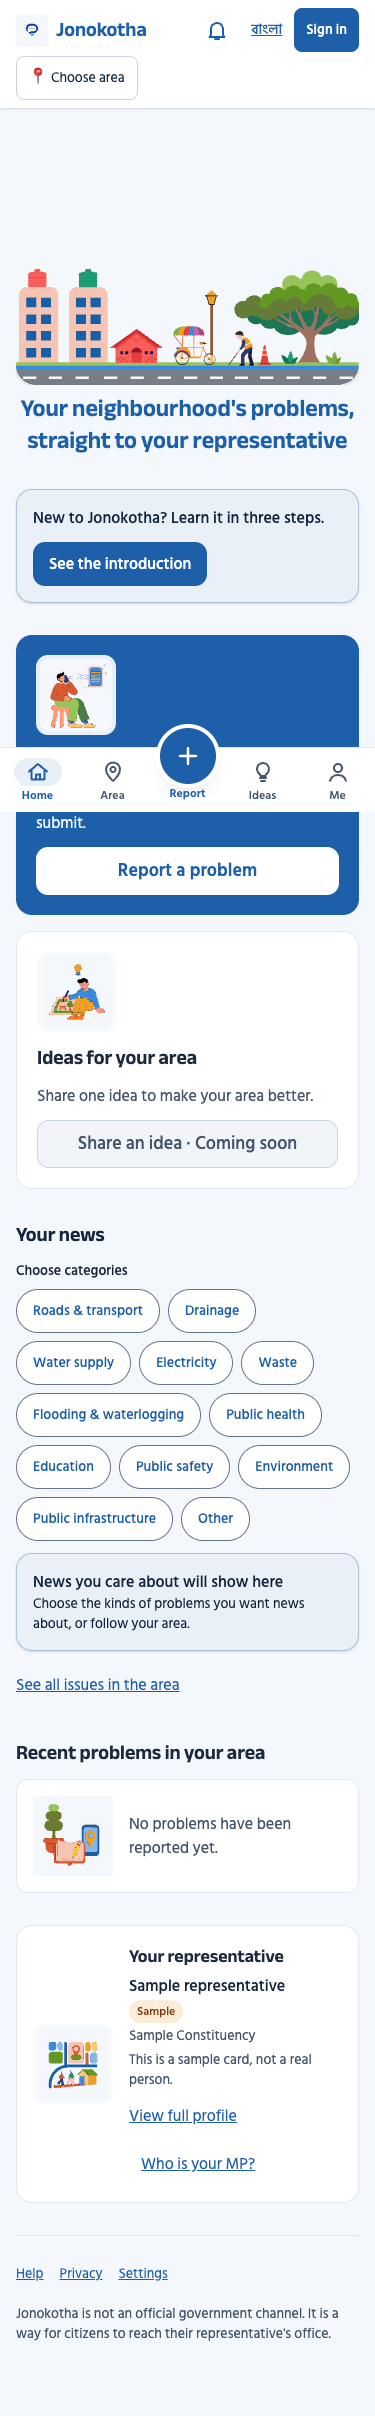 Jonokotha
বাংলা
Sign in
Choose area
Your neighbourhood's problems,
straight to your representative
New to Jonokotha? Learn it in three steps.
See the introduction
Home
Area
Report
Ideas
Me
submit.
Report a problem
Ideas for your area
Share one idea to make your area better.
Share an idea · Coming soon
Your news
Choose categories
Roads & transport
Drainage
Water supply
Electricity
Waste
Flooding & waterlogging
Public health
Education
Public safety
Environment
Public infrastructure
Other
News you care about will show here
Choose the kinds of problems you want news
about, or follow your area.
See all issues in the area
Recent problems in your area
No problems have been
reported yet.
Your representative
Sample representative
Sample
Sample Constituency
This is a sample card, not a real
person.
View full profile
Who is your MP?
Help
Privacy
Settings
Jonokotha is not an official government channel. It is a
way for citizens to reach their representative's office.